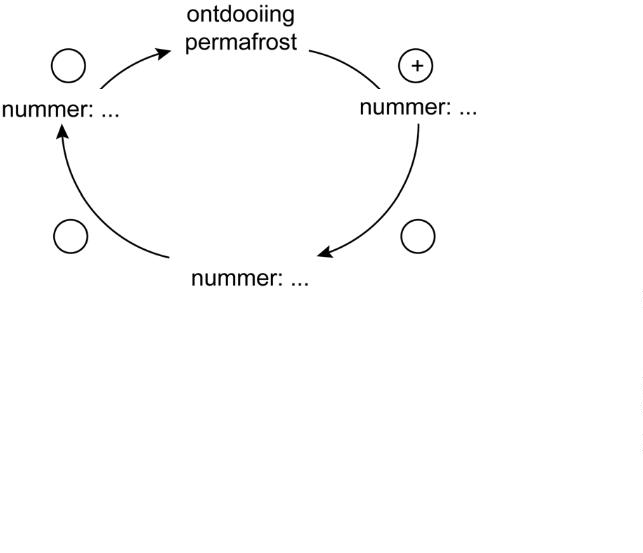 ontdooiing
permafrost
+
nummer: ...
nummer: ...
nummer: ...